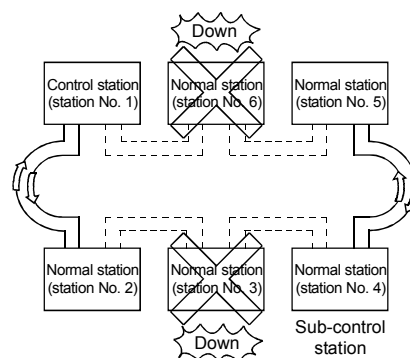 Down
Control station
(station No. 1)
Normal station
(station No. 6)
Normal station
(station No. 5)
Normal station
(station No. 2)
Normal station
(station No. 3)
Normal station
(station No. 4)
Down
Sub-control
station